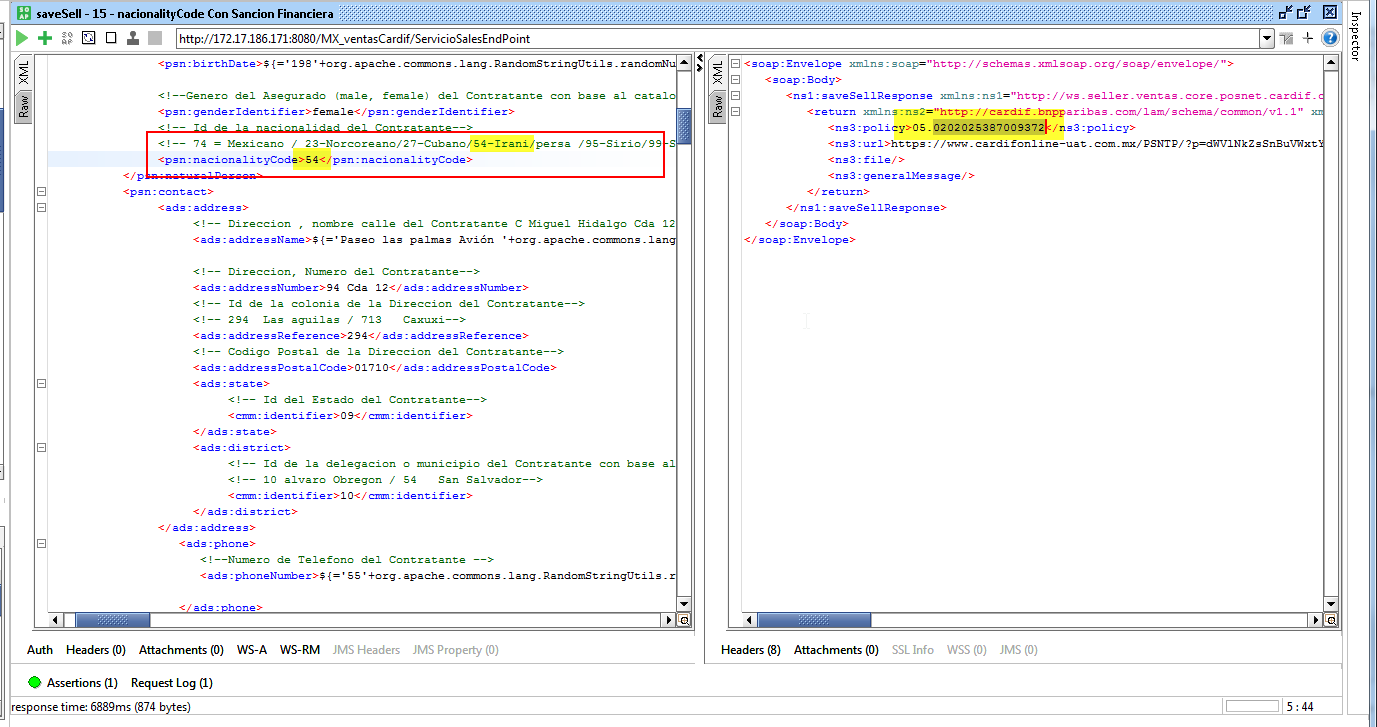 saveSell - 15 - nacionalityCode Con Sancion Financiera
http://172.17.186.171:8080/MX_ventasCardif/ServicioSalesEndPoint
Inspector
XML
Raw
<psn:birthDate>${='198'+org.apache.commons.lang.RandomStringUtils.randomNu
<!--Genero del Asegurado (male, female) del Contratante con base al catalo
<psn:genderIdentifier>female</psn:genderIdentifier>
<!-- Id de la nacionalidad del Contratante-->
<!-- 74 = Mexicano / 23-Norcoreano/27-Cubano/54-Irani/persa /95-Sirio/99-S
<psn:nacionalityCode>54</psn:nacionalityCode>
</psn:naturalPerson>
<psn:contact>
<ads:address>
<!-- Direccion , nombre calle del Contratante C Miguel Hidalgo Cda 12
<ads:addressName>${='Paseo las palmas Avión '+org.apache.commons.lang
<!-- Direccion, Numero del Contratante-->
<ads:addressNumber>94 Cda 12</ads:addressNumber>
<!-- Id de la colonia de la Direccion del Contratante-->
<!-- 294 Las aguilas / 713 Caxuxi-->
<ads:addressReference>294</ads:addressReference>
<!-- Codigo Postal de la Direccion del Contratante-->
<ads:addressPostalCode>01710</ads:addressPostalCode>
<ads:state>
<!-- Id del Estado del Contratante-->
<cmm:identifier>09</cmm:identifier>
</ads:state>
<ads:district>
<!-- Id de la delegacion o municipio del Contratante con base al
<!-- 10 alvaro Obregon / 54 San Salvador-->
<cmm:identifier>10</cmm:identifier>
</ads:district>
</ads:address>
<ads:phone>
<!--Numero de Telefono del Contratante -->
<ads:phoneNumber>${='55'+org.apache.commons.lang.RandomStringUtils.r
</ads:phone>
XML
Raw
<soap:Envelope xmlns:soap="http://schemas.xmlsoap.org/soap/envelope/">
<soap:Body>
<ns1:saveSellResponse xmlns:ns1="http://ws.seller.ventas.core.posnet.cardif.c
<return xmlns:ns2="http://cardif.bnpparibas.com/lam/schema/common/v1.1" xm
<ns3:policy>05.0202025387009372</ns3:policy>
<ns3:url>https://www.cardifonline-uat.com.mx/PSNTP/?p=dWVlNkZsSnBuVWxtY
<ns3:file/>
<ns3:generalMessage/>
</return>
</ns1:saveSellResponse>
</soap:Body>
</soap:Envelope>
Auth Headers (0) Attachments (0) WS-A WS-RM JMS Headers JMS Property (0)
Headers (8) Attachments (0) SSL Info WSS (0) JMS (0)
Assertions (1) Request Log (1)
response time: 6889ms (874 bytes)
5 : 44